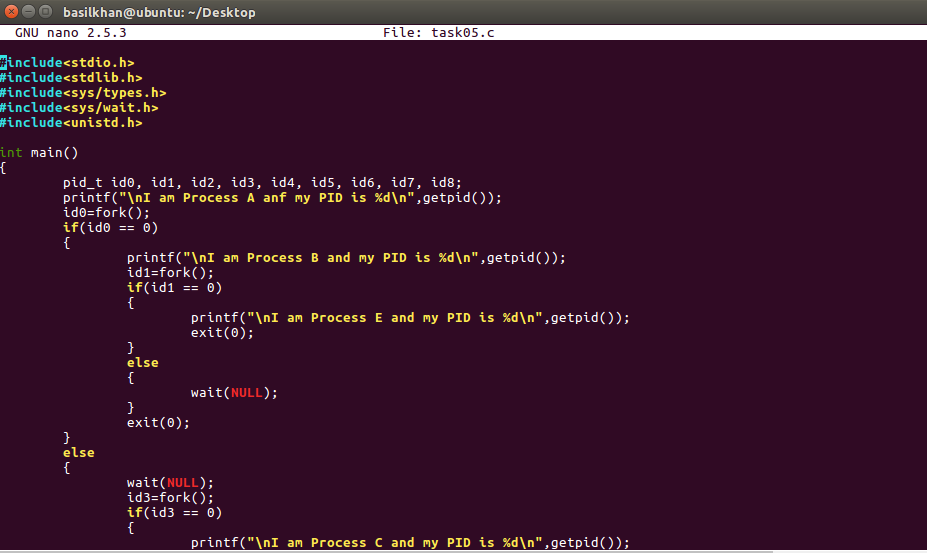 basilkhan@ubuntu: ~/Desktop
GNU nano 2.5.3 File: task05.c
#include<stdio.h>
#include<stdlib.h>
#include<sys/types.h>
#include<sys/wait.h>
#include<unistd.h>
int main()
{
pid_t id0, id1, id2, id3, id4, id5, id6, id7, id8;
printf("\nI am Process A anf my PID is %d\n",getpid());
id0=fork();
if(id0 == 0)
{
printf("\nI am Process B and my PID is %d\n",getpid());
id1=fork();
if(id1 == 0)
{
printf("\nI am Process E and my PID is %d\n",getpid());
exit(0);
}
else
{
wait(NULL);
}
exit(0);
}
else
{
wait(NULL);
id3=fork();
if(id3 == 0)
{
printf("\nI am Process C and my PID is %d\n",getpid());